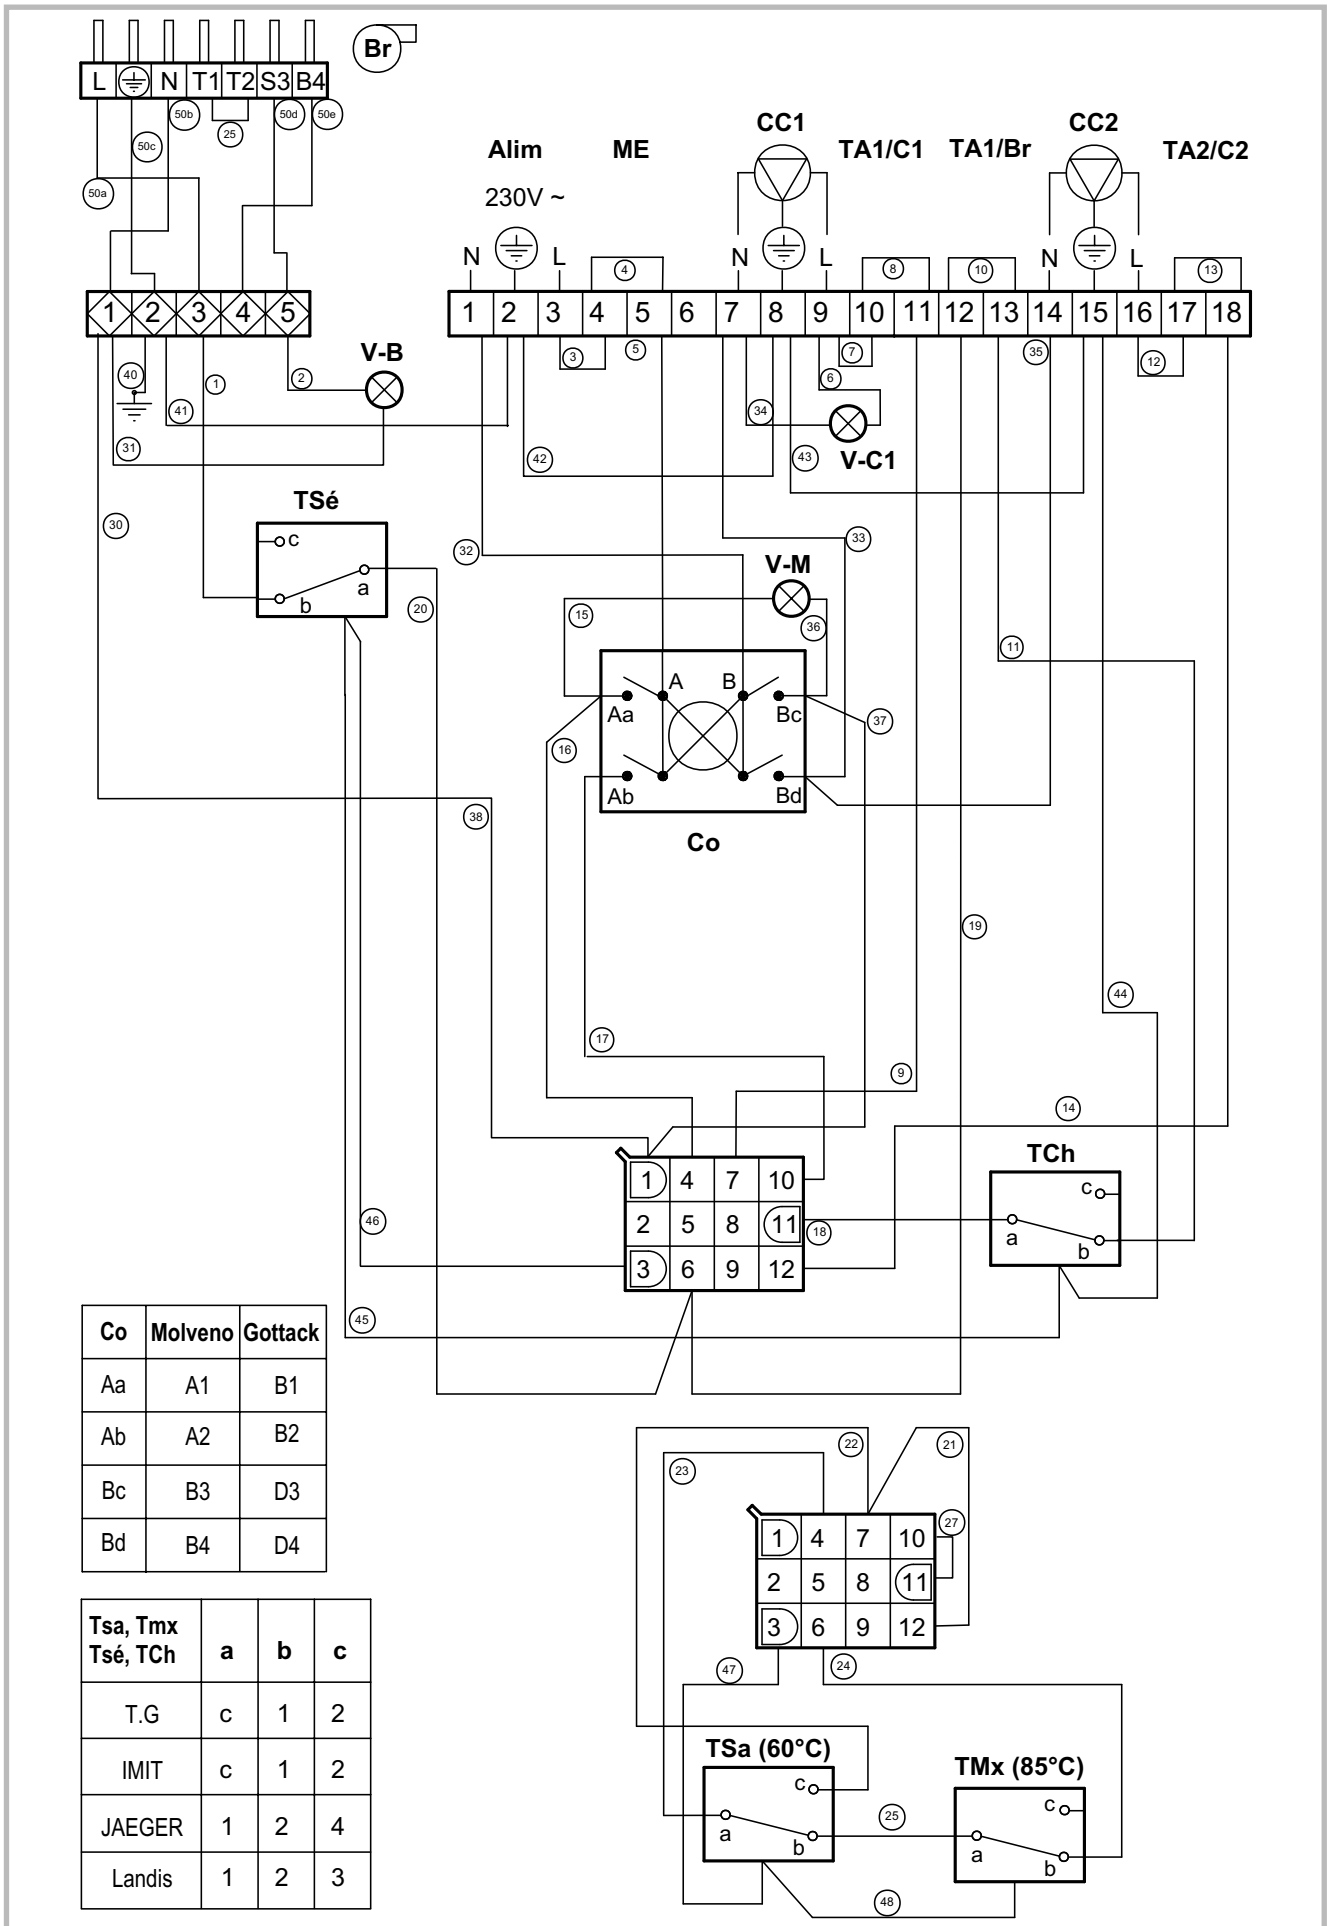 Br
L N T1 T2 S3 B4
50b 50d 50e
25
50c
50a
CC1 CC2
Alim ME TA1/C1 TA1/Br TA2/C2
230V ~
N L N L N L
4 8 10 13
1 2 3 4 5
1 2 3 4 5 6 7 8 9 10 11 12 13 14 15 16 17 18
3 5 7 35 12
V-B
40 1 2 6
41 34
31 V-C1
42 43
TSé
30
c
a
b
20
32 33
V-M
15 36
11
A B
Aa Bc
37
16
Ab Bd
38
Co
19
44
17
9
14
TCh
1 4 7 10
2 5 8 11
3 6 9 12
46 18
c
a
b
45
Co Molveno Gottack
Aa A1 B1
Ab A2 B2
Bc B3 D3
Bd B4 D4
22 21
23
27
1 4 7 10
2 5 8 11
3 6 9 12
47 24
Tsa, Tmx
Tsé, TCh a b c
T.G c 1 2
IMIT c 1 2
JAEGER 1 2 4
Landis 1 2 3
TSa (60°C)
TMx (85°C)
c
a
b
25
c
a
b
48